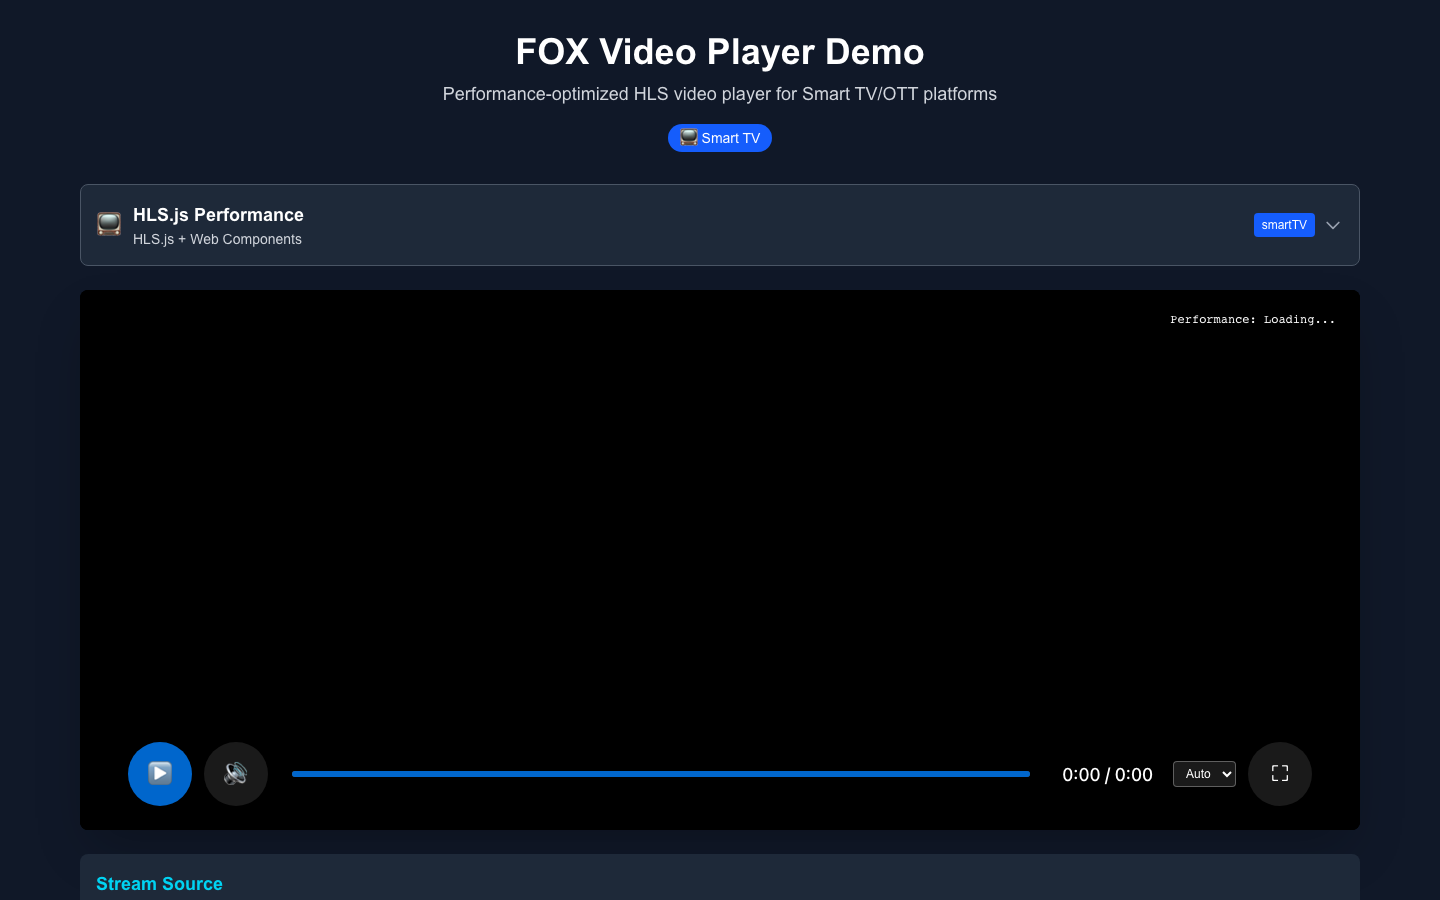 FOX Video Player Demo
Performance-optimized HLS video player for Smart TV/OTT platforms
Smart TV
HLS.js Performance
HLS.js + Web Components
smartTV
Performance: Loading...
0:00 / 0:00
Auto
Stream Source